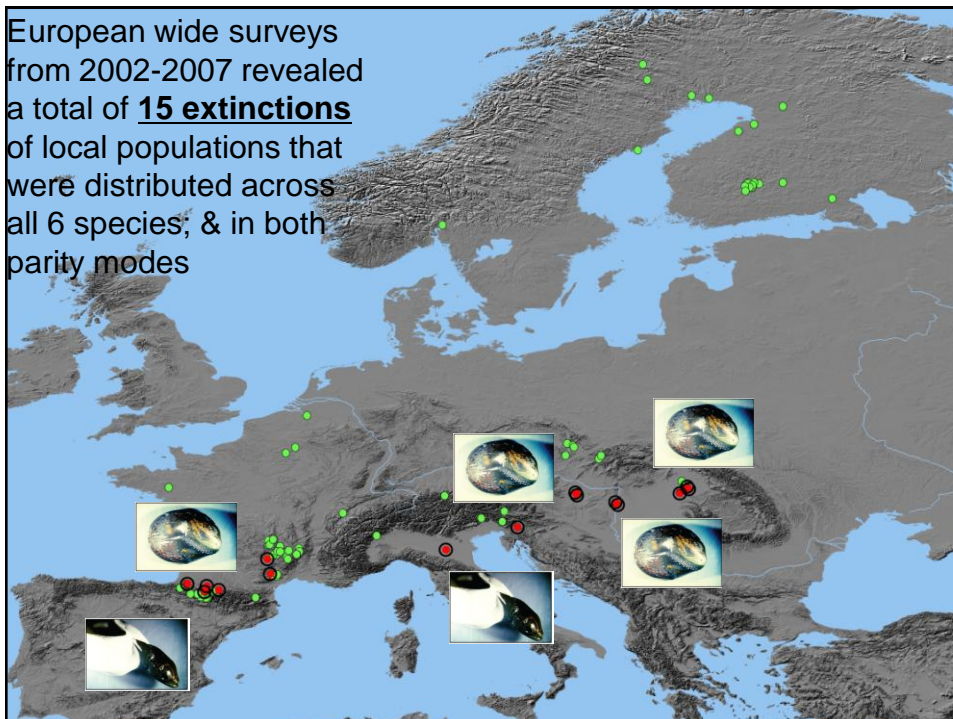 European wide surveys
from 2002-2007 revealed
a total of 15 extinctions
of local populations that
were distributed across
all 6 species; & in both
parity modes